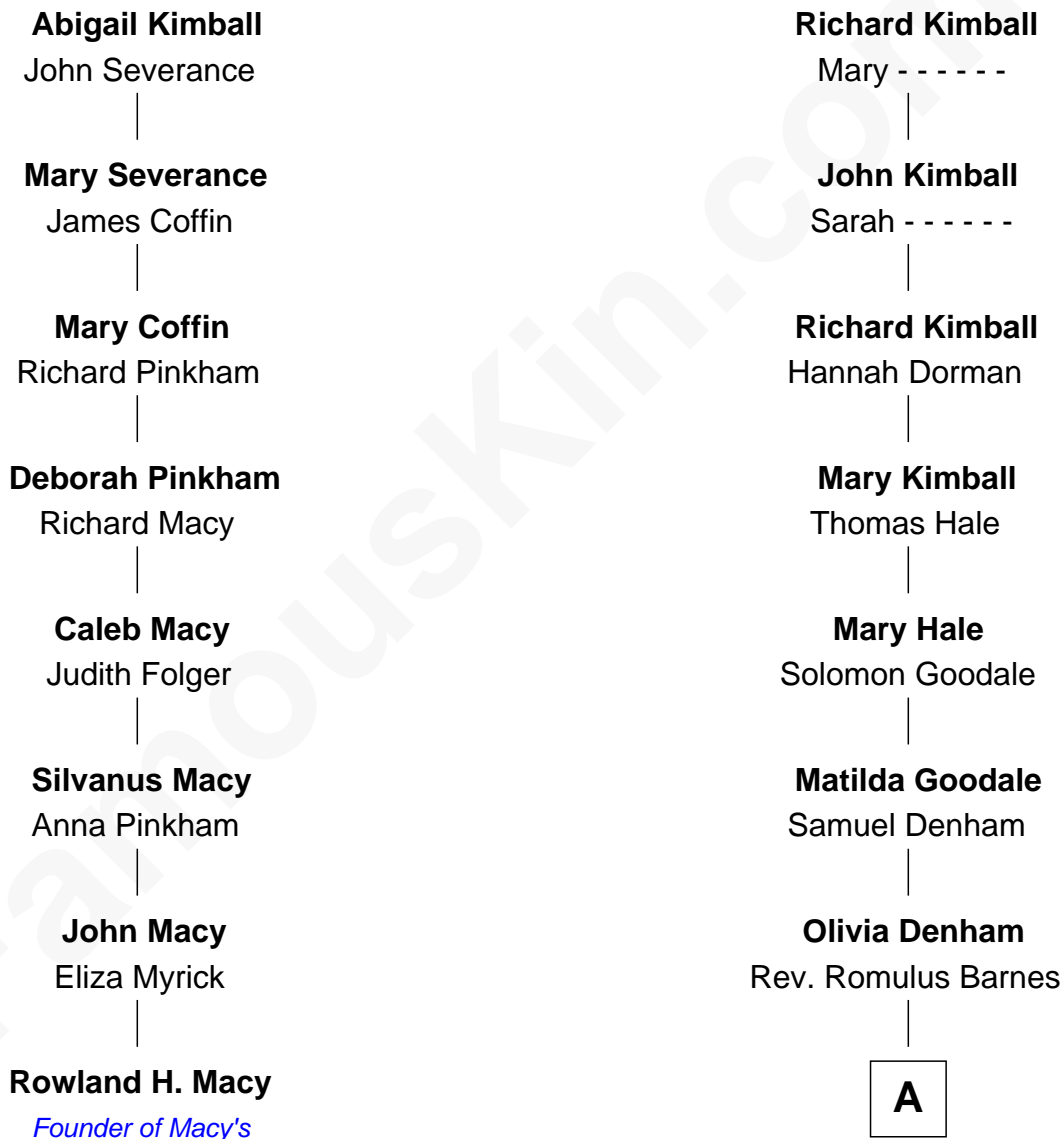 Abigail Kimball
John Severance
Mary Severance
James Coffin
Mary Coffin
Richard Pinkham
Deborah Pinkham
Richard Macy
Caleb Macy
Judith Folger
Silvanus Macy
Anna Pinkham
John Macy
Eliza Myrick
Rowland H. Macy
Founder of Macy's
Richard Kimball
Mary - - - - - -
John Kimball
Sarah - - - - - -
Richard Kimball
Hannah Dorman
Mary Kimball
Thomas Hale
Mary Hale
Solomon Goodale
Matilda Goodale
Samuel Denham
Olivia Denham
Rev. Romulus Barnes
A
FamousKin.com